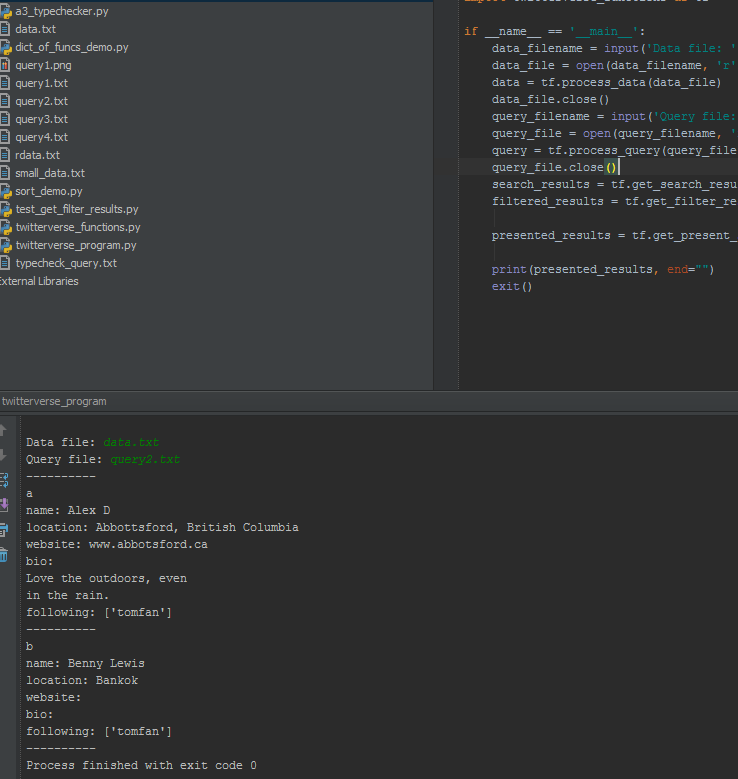 a3_typechecker.py
data.txt
dict_of_funcs_demo.py
query1.png
query1.txt
query2.txt
query3.txt
query4.txt
rdata.txt
small_data.txt
sort_demo.py
test_get_filter_results.py
twitterverse_functions.py
twitterverse_program.py
typecheck_query.txt
External Libraries
if __name__ == '__main__':
data_filename = input('Data file: '
data_file = open(data_filename, 'r'
data = tf.process_data(data_file)
data_file.close()
query_filename = input('Query file:
query_file = open(query_filename, '
query = tf.process_query(query_file
query_file.close()
search_results = tf.get_search_resu
filtered_results = tf.get_filter_re
presented_results = tf.get_present_
print(presented_results, end="")
exit()
twitterverse_program
Data file: data.txt
Query file: query2.txt
----------
a
name: Alex D
location: Abbottsford, British Columbia
website: www.abbotsford.ca
bio:
Love the outdoors, even
in the rain.
following: ['tomfan']
----------
b
name: Benny Lewis
location: Bankok
website:
bio:
following: ['tomfan']
----------
Process finished with exit code 0